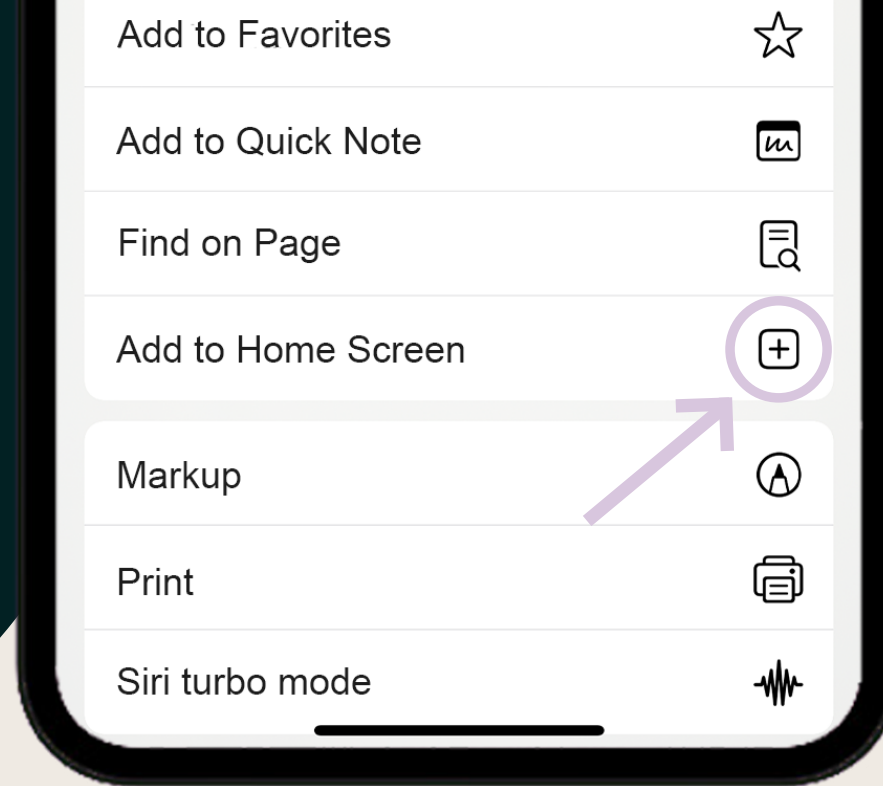 Add to Favorites
Add to Quick Note
Find on Page
Add to Home Screen
Markup
Print
Siri turbo mode